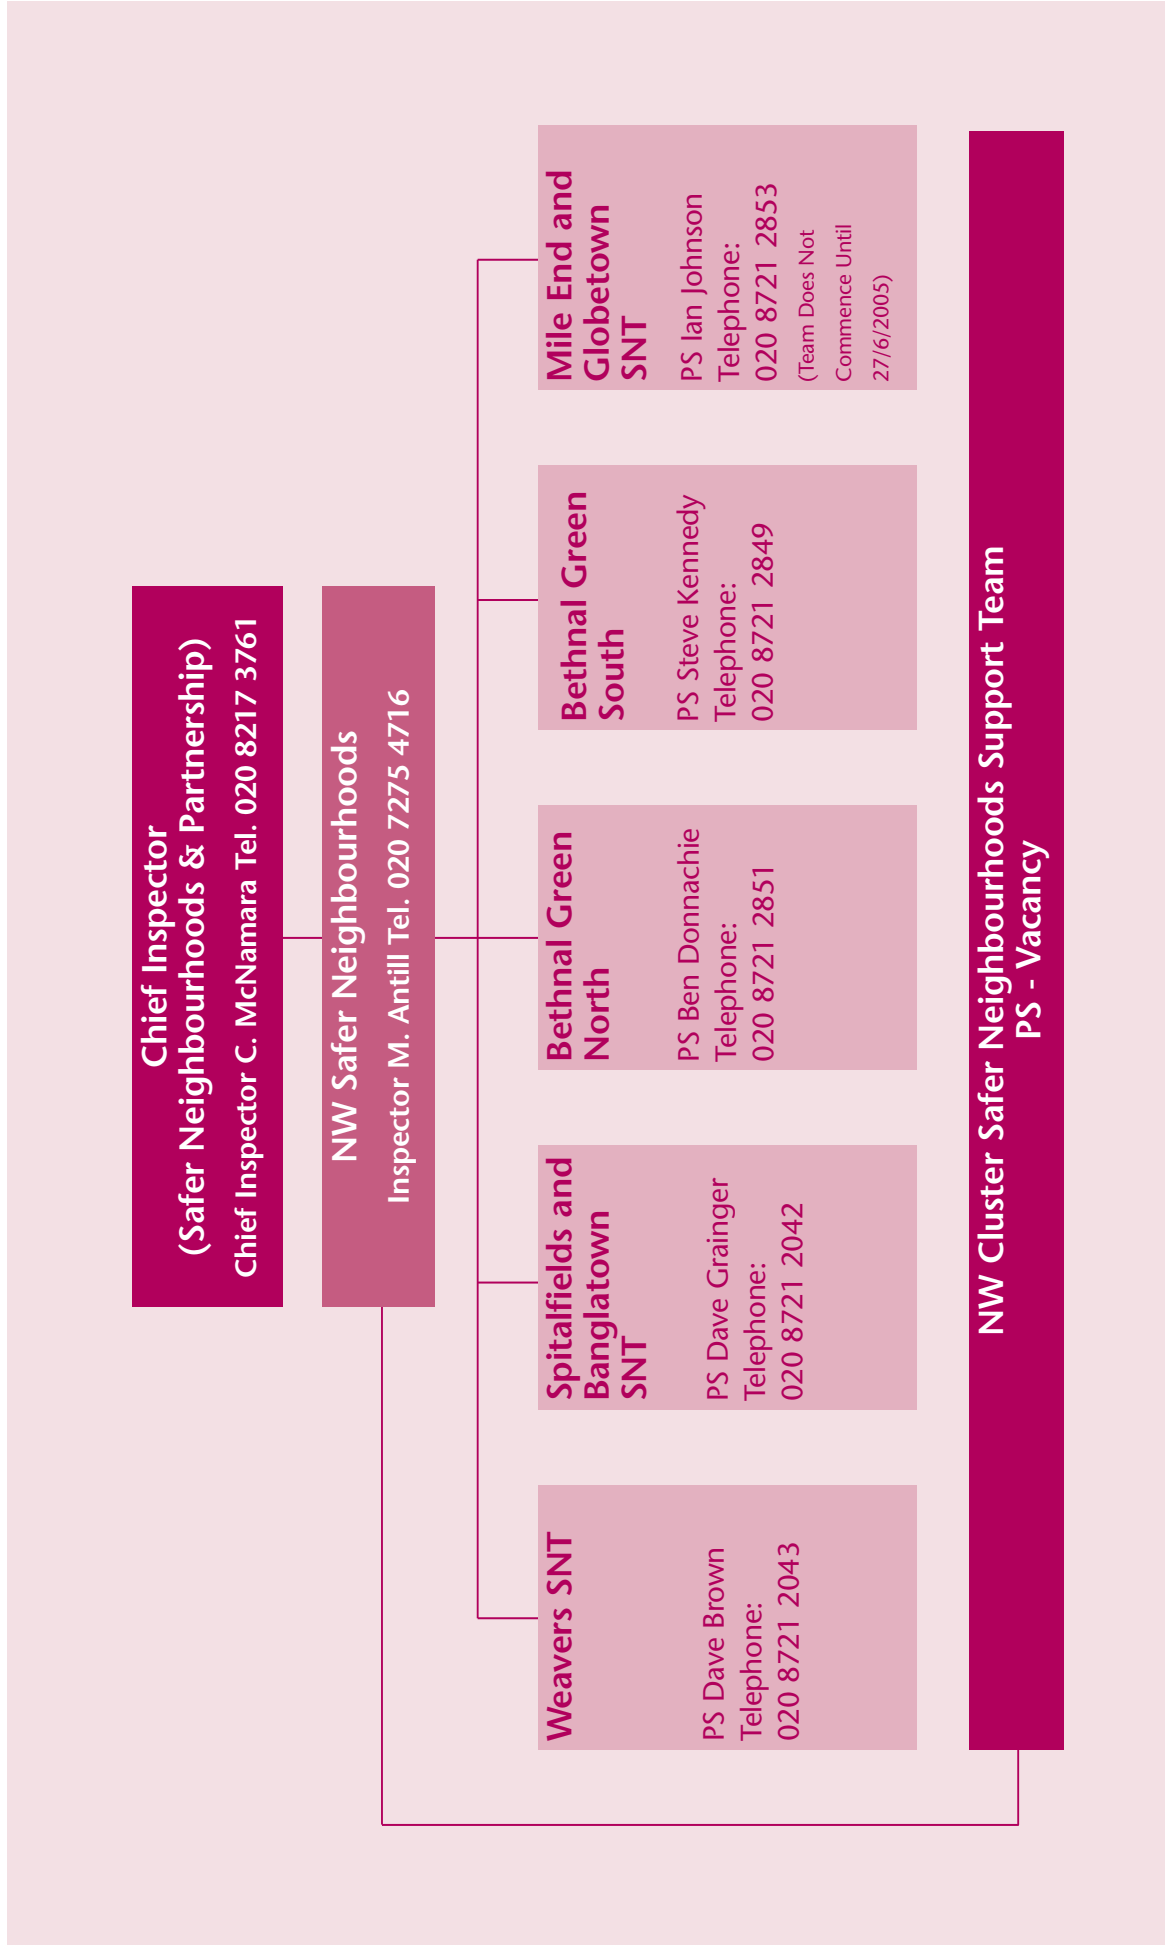 Chief Inspector
(Safer Neighbourhoods & Partnership)
Chief Inspector C. McNamara Tel. 020 8217 3761
NW Safer Neighbourhoods
Inspector M. Antill Tel. 020 7275 4716
Weavers SNT
PS Dave Brown
Telephone:
020 8721 2043
Spitalfields and
Banglatown
SNT
PS Dave Grainger
Telephone:
020 8721 2042
Bethnal Green
North
PS Ben Donnachie
Telephone:
020 8721 2851
Bethnal Green
South
PS Steve Kennedy
Telephone:
020 8721 2849
Mile End and
Globetown
SNT
PS Ian Johnson
Telephone:
020 8721 2853
(Team Does Not
Commence Until
27/6/2005)
NW Cluster Safer Neighbourhoods Support Team
PS - Vacancy